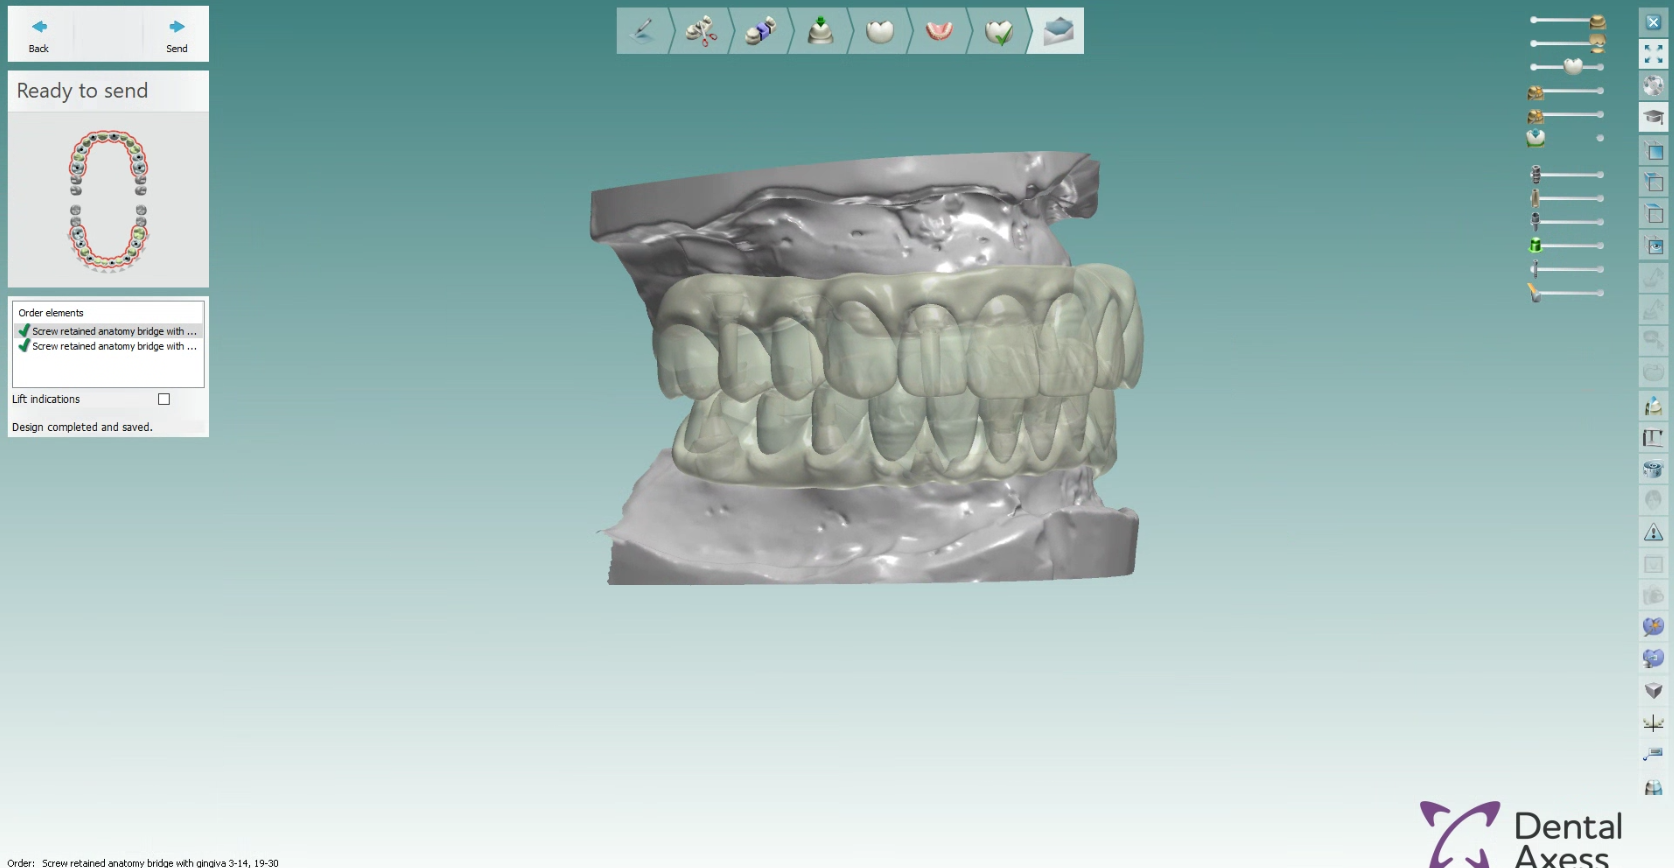 Back
Send
Ready to send
Order elements
Screw retained anatomy bridge with ...
Screw retained anatomy bridge with ...
Lift indications
Design completed and saved.
Dental
Axess
Order: Screw retained anatomy bridge with gingiva 3-14, 19-30